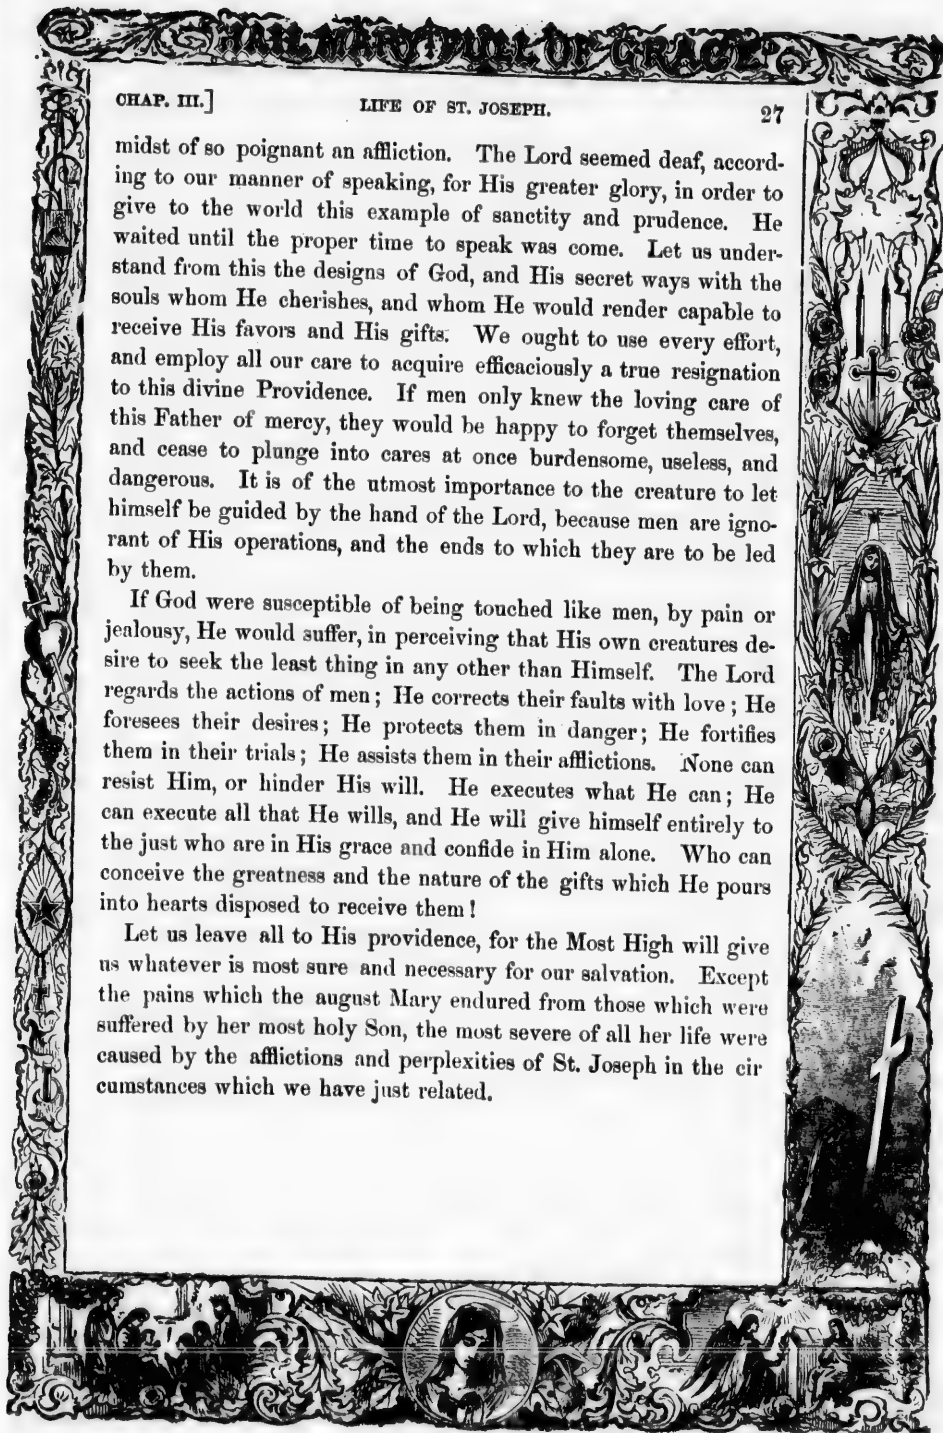 HAIL MARY FULL OF GRACE
CHAP. III.] LIFE OF ST. JOSEPH. 27
midst of so poignant an affliction. The Lord seemed deaf, accord-
ing to our manner of speaking, for His greater glory, in order to
give to the world this example of sanctity and prudence. He
waited until the proper time to speak was come. Let us under-
stand from this the designs of God, and His secret ways with the
souls whom He cherishes, and whom He would render capable to
receive His favors and His gifts. We ought to use every effort,
and employ all our care to acquire efficaciously a true resignation
to this divine Providence. If men only knew the loving care of
this Father of mercy, they would be happy to forget themselves,
and cease to plunge into cares at once burdensome, useless, and
dangerous. It is of the utmost importance to the creature to let
himself be guided by the hand of the Lord, because men are igno-
rant of His operations, and the ends to which they are to be led
by them.
If God were susceptible of being touched like men, by pain or
jealousy, He would suffer, in perceiving that His own creatures de-
sire to seek the least thing in any other than Himself. The Lord
regards the actions of men; He corrects their faults with love; He
foresees their desires; He protects them in danger; He fortifies
them in their trials; He assists them in their afflictions. None can
resist Him, or hinder His will. He executes what He can; He
can execute all that He wills, and He will give himself entirely to
the just who are in His grace and confide in Him alone. Who can
conceive the greatness and the nature of the gifts which He pours
into hearts disposed to receive them!
Let us leave all to His providence, for the Most High will give
us whatever is most sure and necessary for our salvation. Except
the pains which the august Mary endured from those which were
suffered by her most holy Son, the most severe of all her life were
caused by the afflictions and perplexities of St. Joseph in the cir
cumstances which we have just related.